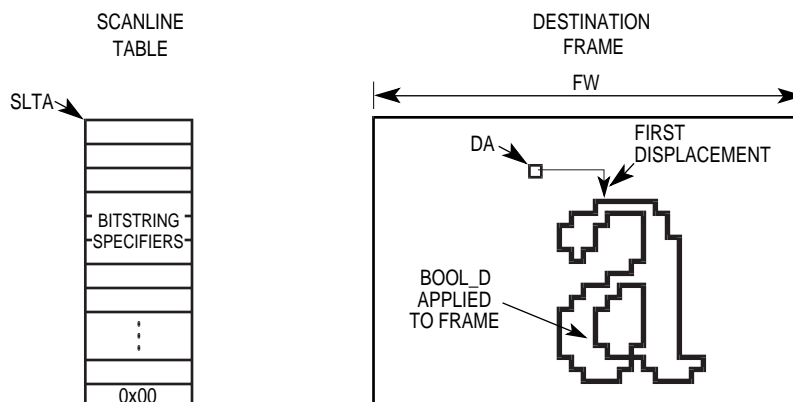 SCANLINE
TABLE
DESTINATION
FRAME
FW
SLTA
DA
FIRST
DISPLACEMENT
BITSTRING
SPECIFIERS
BOOL_D
APPLIED
TO FRAME
0x00